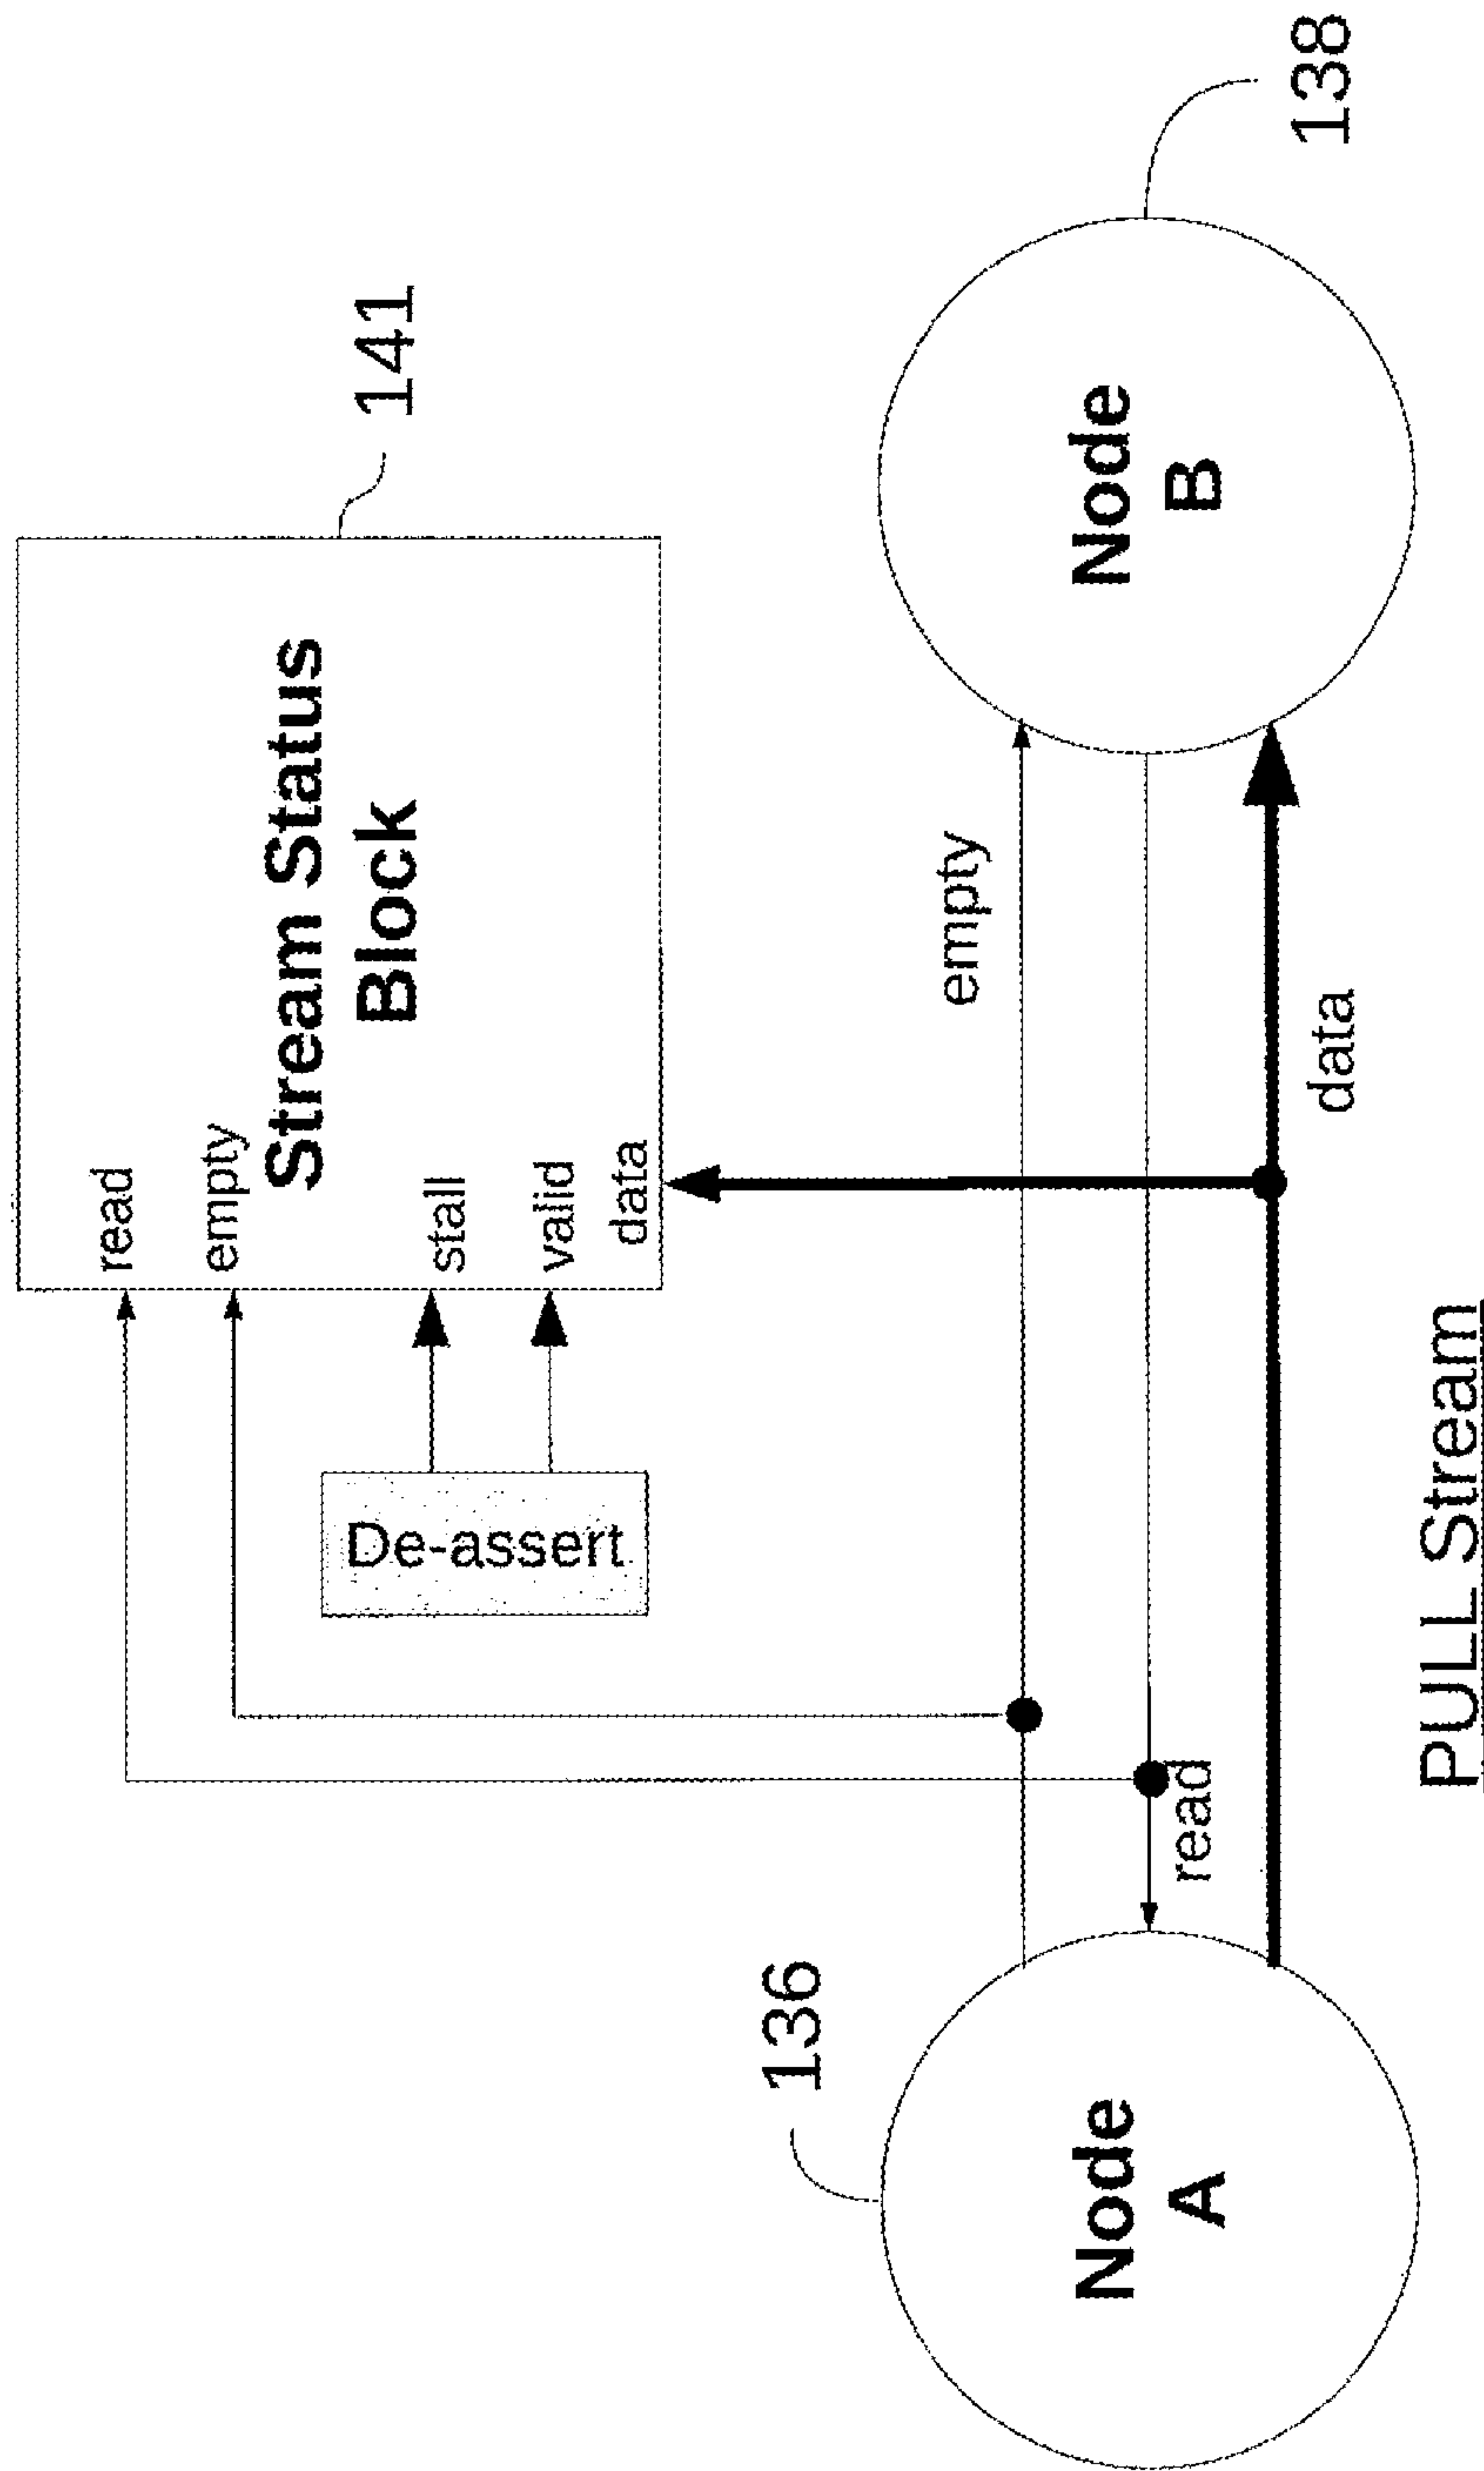 141
read
empty
Stream Status
Block
stall
valid
data
De-assert
136
138
empty
Node
A
Node
B
read
data
PULL Stream